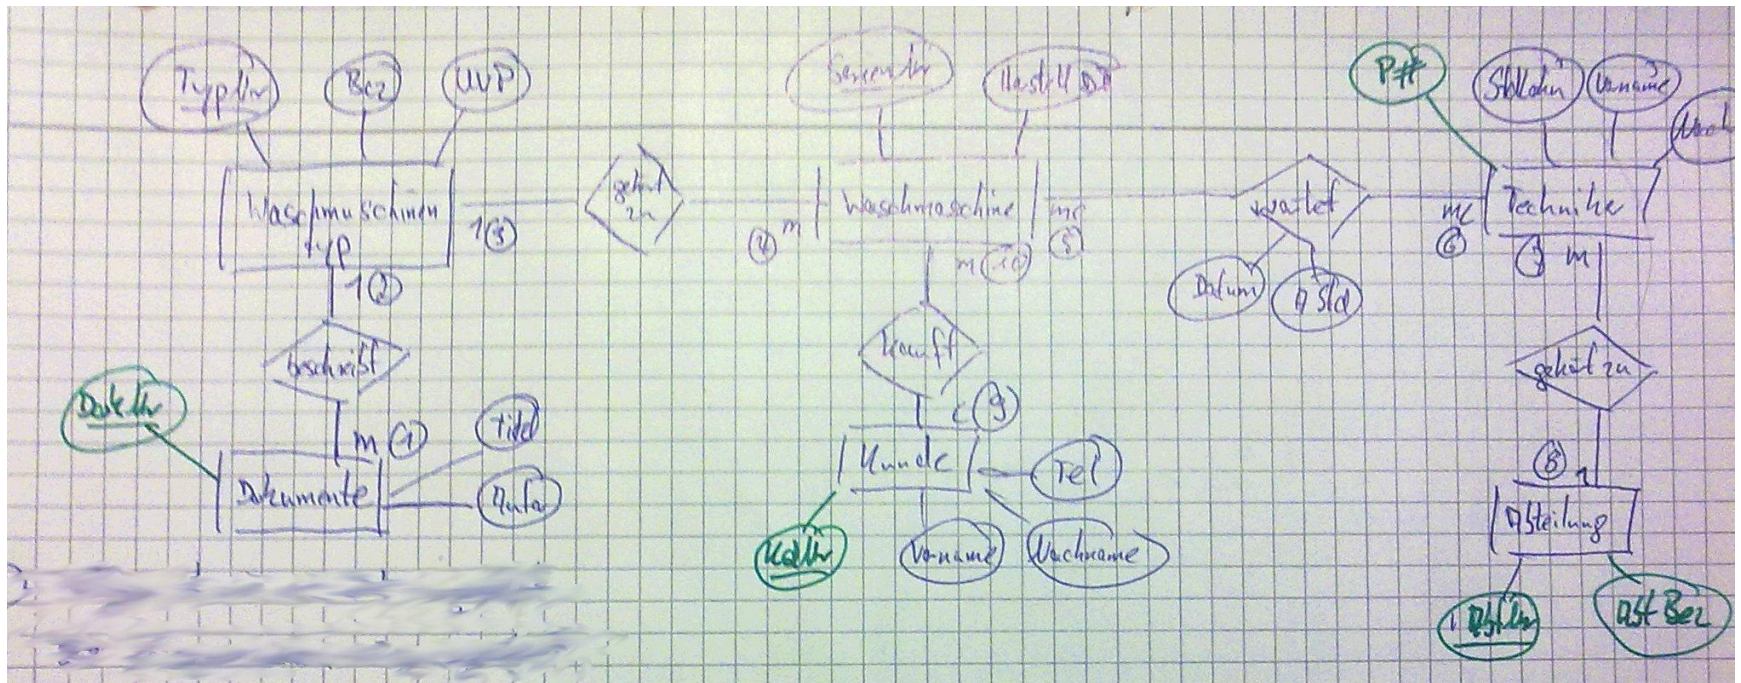 TypNr
Bez
UVP
SerienNr
P#
StdLohn
Vorname
Waschmaschinen
typ
1 3
gehört
zu
4 m
Waschmaschine
mc
5
wartet
mc
6
Techniker
7 m
1 2
m 10
Datum
A Std
beschreibt
kauft
gehört zu
DokNr
m 1
Titel
c 9
8 1
Dokumente
Kunde
Tel
Abteilung
KdNr
Vorname
Nachname
AbtNr
Abt Bez